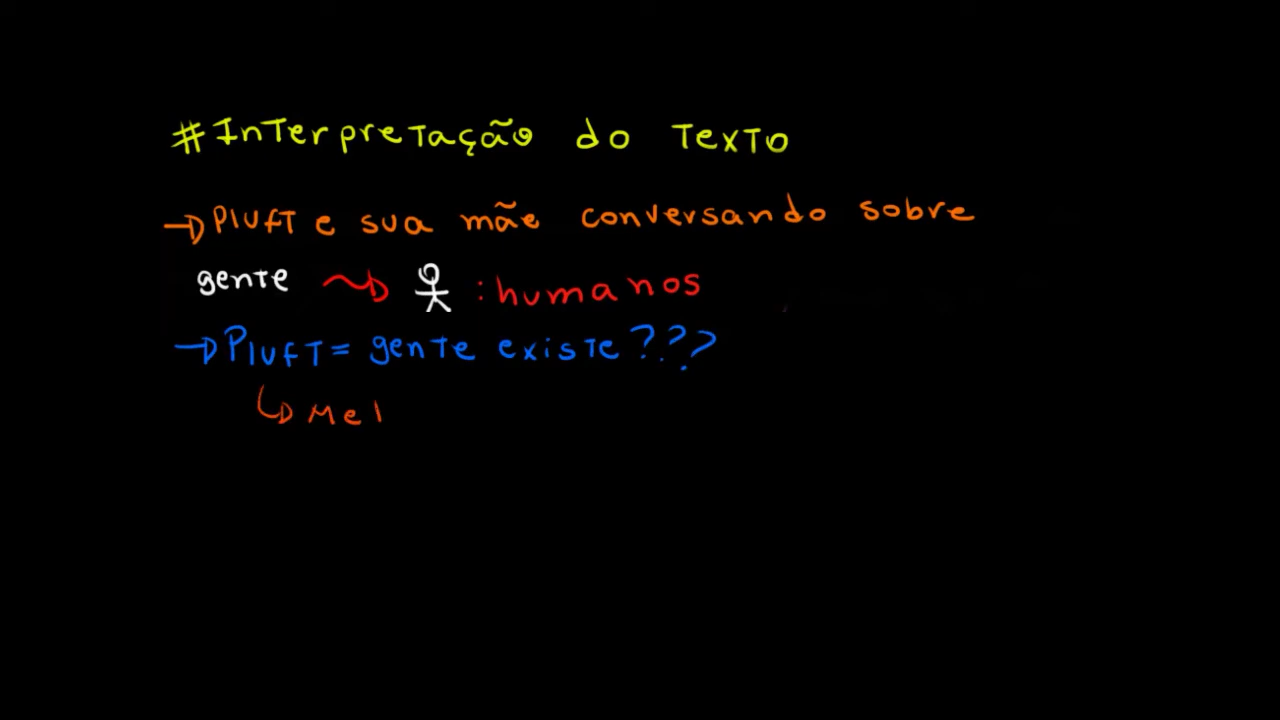 #Interpretação do Texto
→ Pluft e sua mãe conversando sobre
gente → : humanos
→ Pluft = gente existe???
↳ Mel